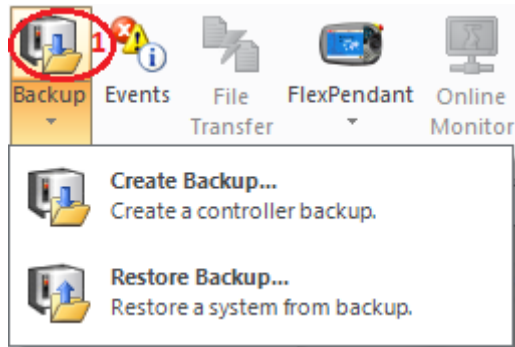 1
Backup Events File Transfer FlexPendant Online Monitor
Create Backup...
Create a controller backup.
Restore Backup...
Restore a system from backup.